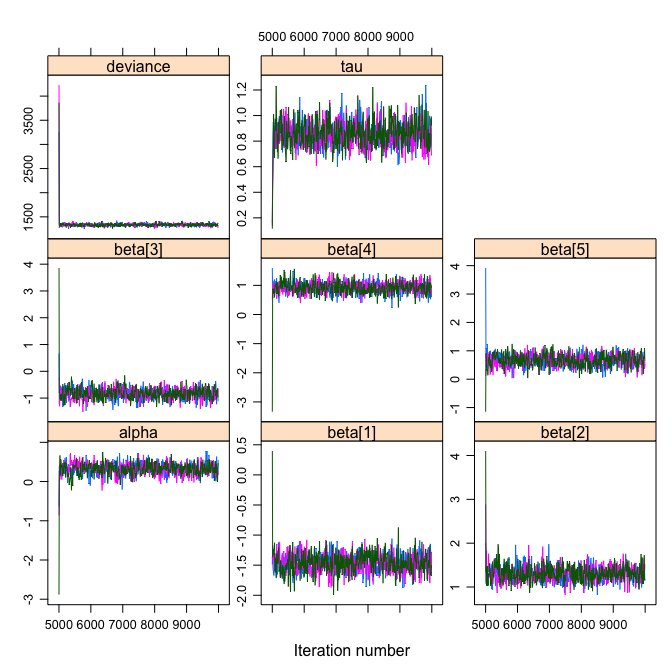 5000 6000 7000 8000 9000
deviance
tau
1500 2500 3500
0.2 0.4 0.6 0.8 1.0 1.2
beta[3]
beta[4]
beta[5]
-1 0 1 2 3 4
-3 -2 -1 0 1
-1 0 1 2 3 4
alpha
beta[1]
beta[2]
-3 -2 -1 0
-2.0 -1.5 -1.0 -0.5 0.0 0.5
1 2 3 4
5000 6000 7000 8000 9000
5000 6000 7000 8000 9000
Iteration number